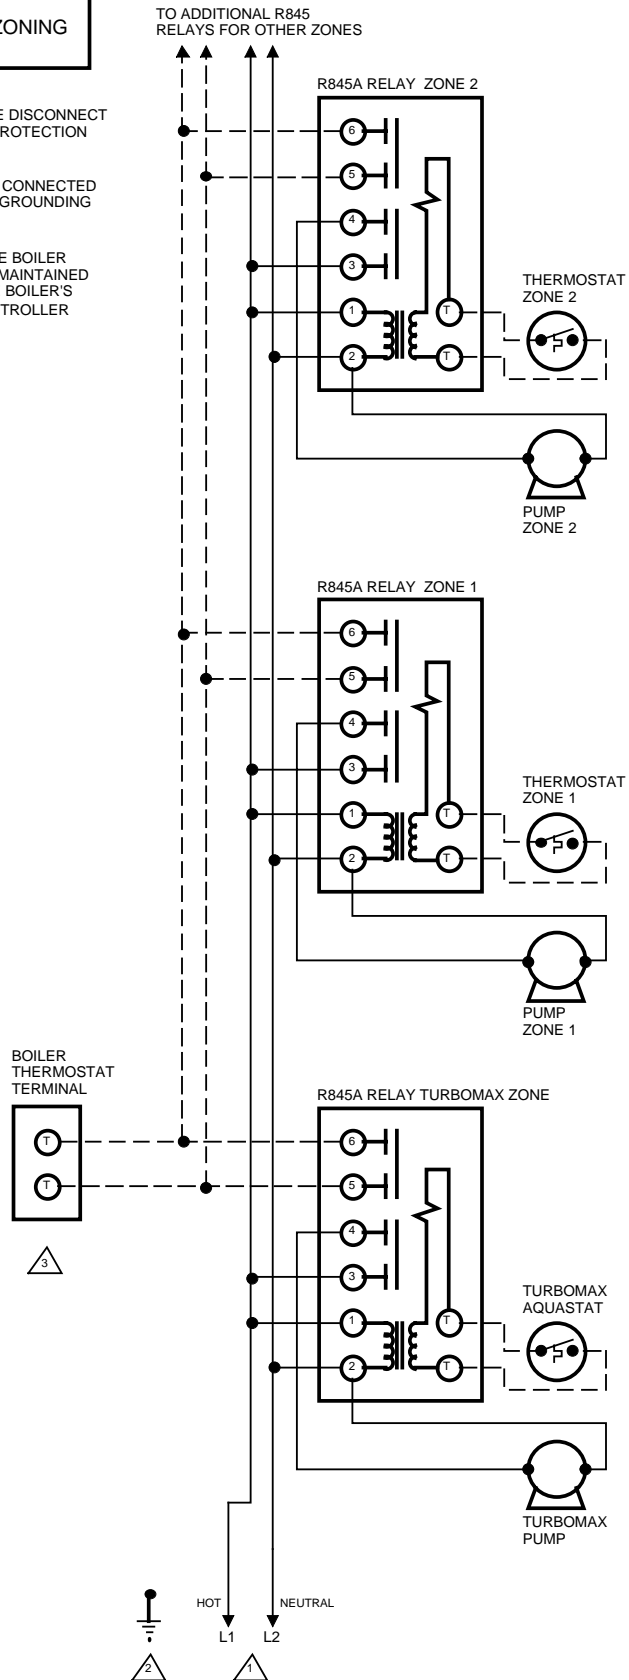 ZONING
TO ADDITIONAL R845
RELAYS FOR OTHER ZONES
E DISCONNECT
ROTECTION
CONNECTED
GROUNDING
E BOILER
MAINTAINED
BOILER'S
TROLLER
R845A RELAY ZONE 2
6
5
4
3
1
2
T
T
THERMOSTAT
ZONE 2
PUMP
ZONE 2
R845A RELAY ZONE 1
6
5
4
3
1
2
T
T
THERMOSTAT
ZONE 1
PUMP
ZONE 1
BOILER
THERMOSTAT
TERMINAL
T
T
3
R845A RELAY TURBOMAX ZONE
6
5
4
3
1
2
T
T
TURBOMAX
AQUASTAT
TURBOMAX
PUMP
HOT
NEUTRAL
L1
L2
2
1